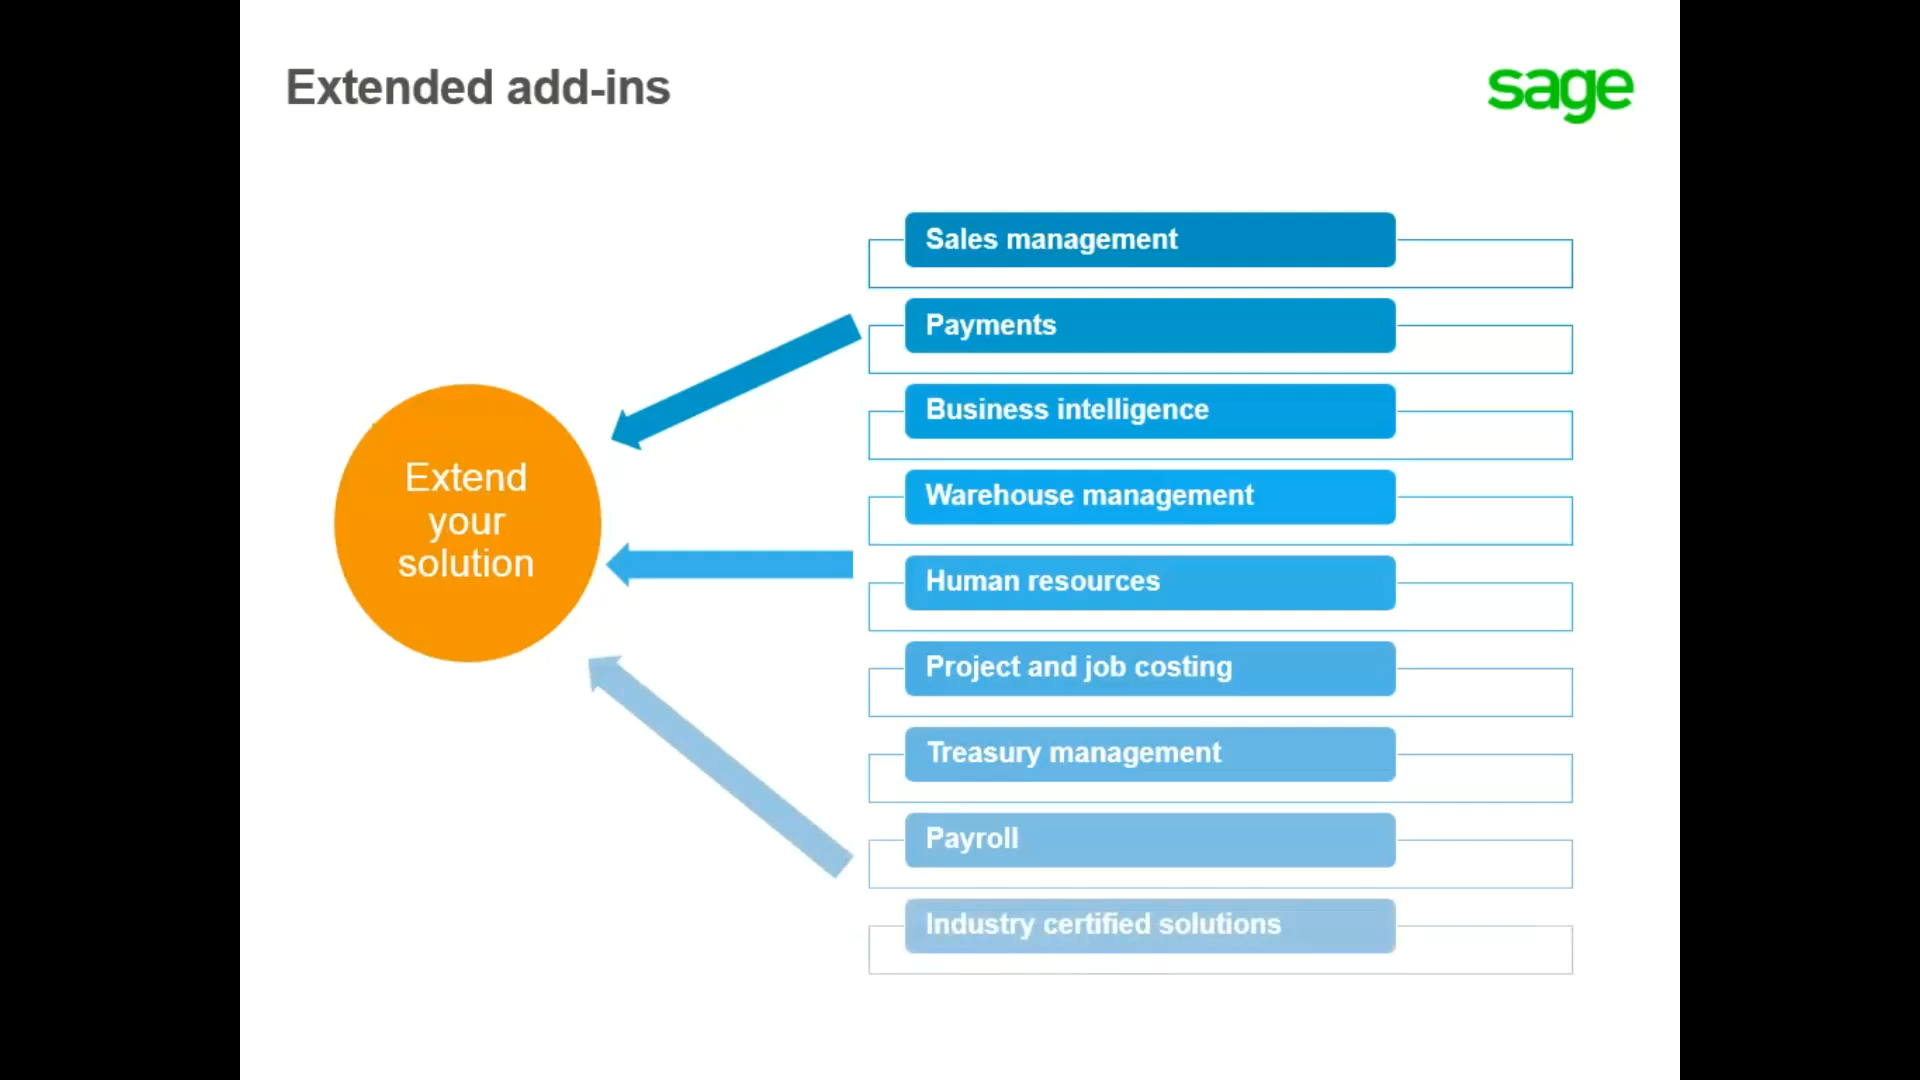 Extended add-ins
sage
Extend
your
solution
Sales management
Payments
Business intelligence
Warehouse management
Human resources
Project and job costing
Treasury management
Payroll
Industry certified solutions